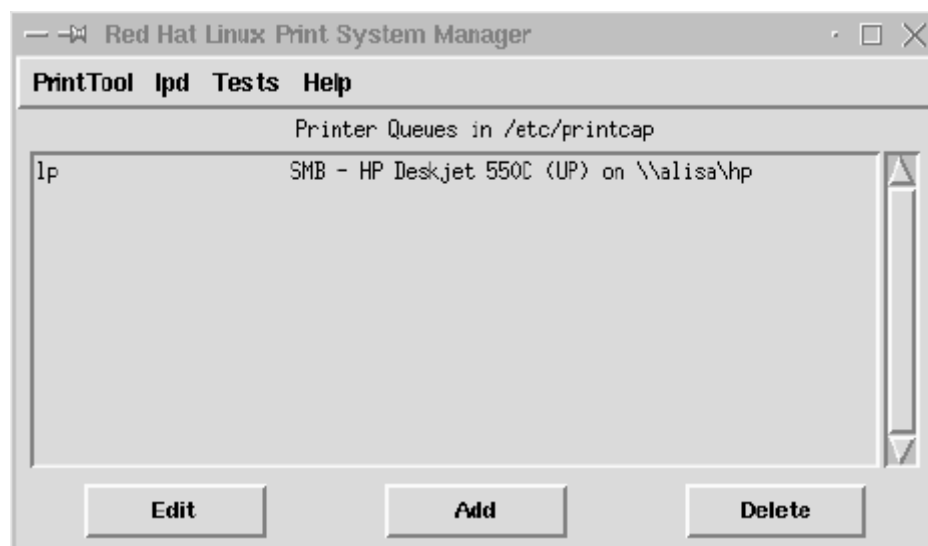 Red Hat Linux Print System Manager
PrintTool lpd Tests Help
Printer Queues in /etc/printcap
lp SMB - HP Deskjet 550C (UP) on \\alisa\hp
Edit Add Delete